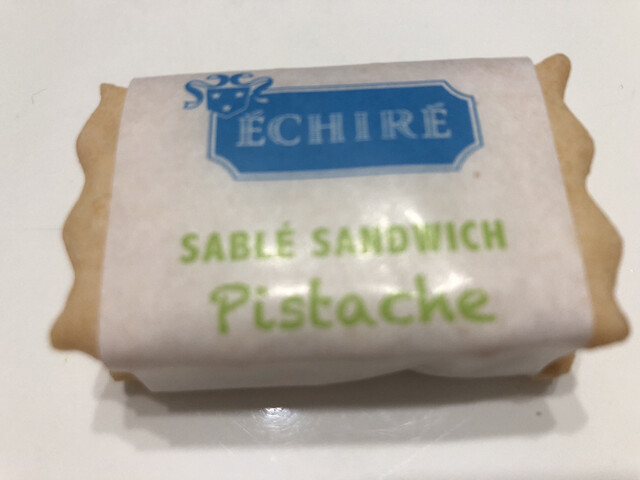 ÉCHIRÉ
SABLÉ SANDWICH
Pistache